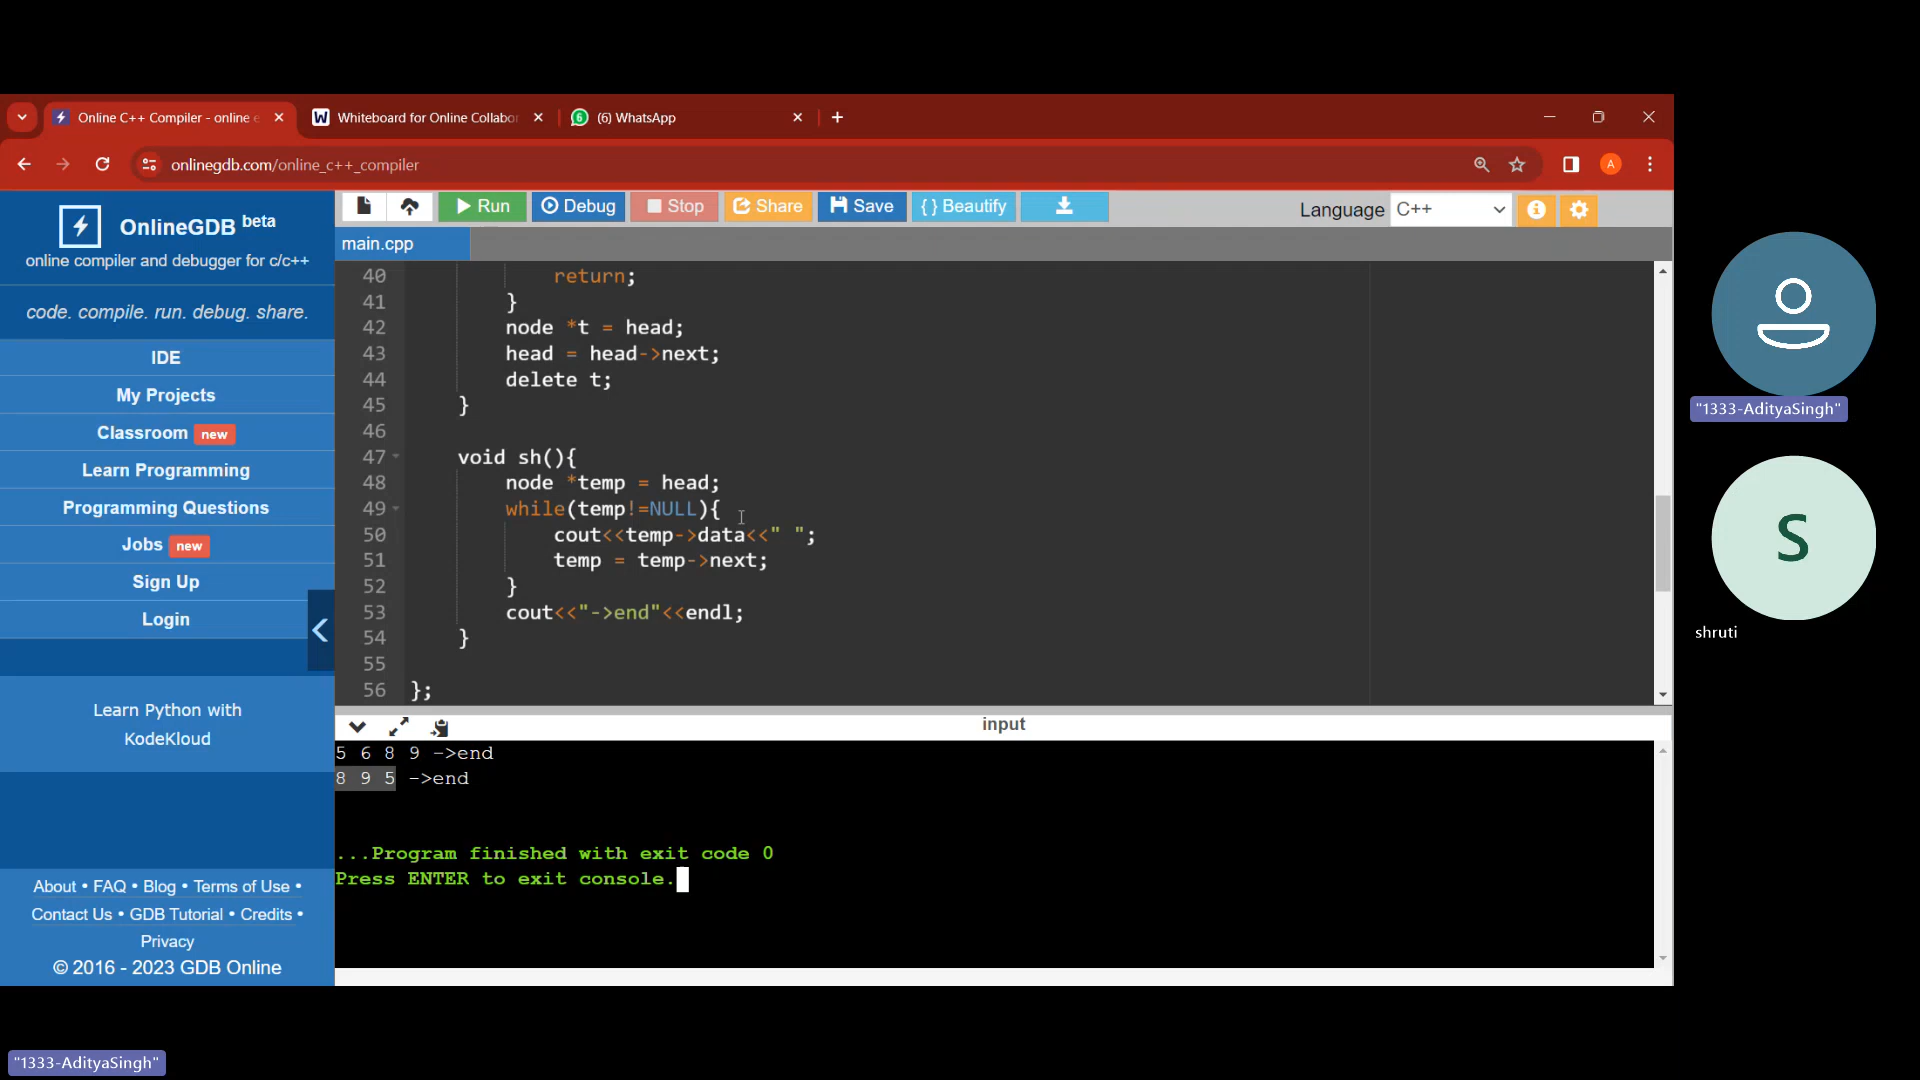 Online C++ Compiler - online e
Whiteboard for Online Collabor
(6) WhatsApp
onlinegdb.com/online_c++_compiler
A
OnlineGDB beta
online compiler and debugger for c/c++
code. compile. run. debug. share.
IDE
My Projects
Classroom new
Learn Programming
Programming Questions
Jobs new
Sign Up
Login
Learn Python with
KodeKloud
About • FAQ • Blog • Terms of Use •
Contact Us • GDB Tutorial • Credits •
Privacy
© 2016 - 2023 GDB Online
Run Debug Stop Share Save { } Beautify
Language C++
main.cpp
40 return;
41 }
42 node *t = head;
43 head = head->next;
44 delete t;
45 }
46
47 void sh(){
48 node *temp = head;
49 while(temp!=NULL){
50 cout<<temp->data<<" ";
51 temp = temp->next;
52 }
53 cout<<"->end"<<endl;
54 }
55
56 };
input
5 6 8 9 ->end
8 9 5 ->end
...Program finished with exit code 0
Press ENTER to exit console.
"1333-AdityaSingh"
S
shruti
"1333-AdityaSingh"